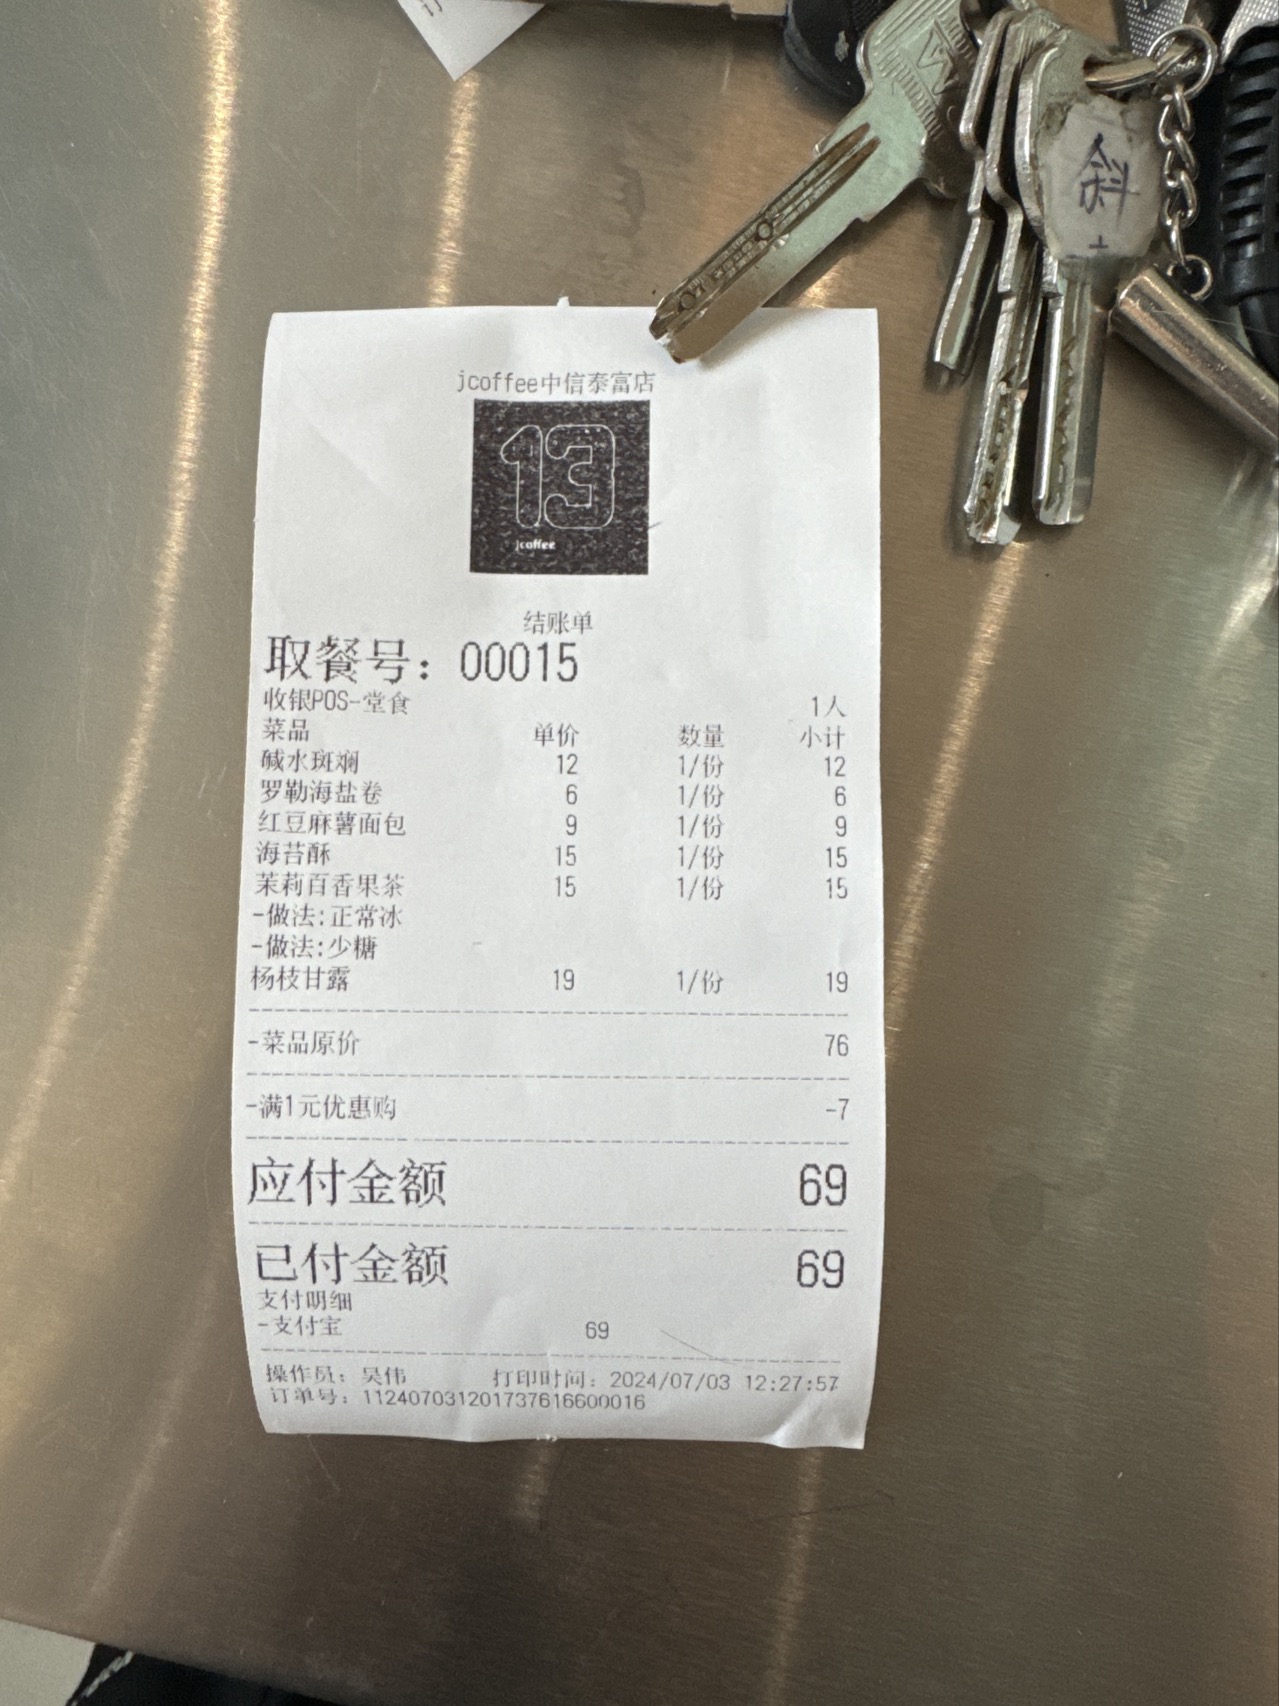 斜
土
jcoffee中信泰富店
13
jcoffee
结账单
取餐号：00015
收银POS-堂食 1人
菜品 单价 数量 小计
碱水斑斓 12 1/份 12
罗勒海盐卷 6 1/份 6
红豆麻薯面包 9 1/份 9
海苔酥 15 1/份 15
茉莉百香果茶 15 1/份 15
-做法:正常冰
-做法:少糖
杨枝甘露 19 1/份 19
-菜品原价 76
-满1元优惠购 -7
应付金额 69
已付金额 69
支付明细
-支付宝 69
操作员：吴伟 打印时间：2024/07/03 12:27:57
订单号：11240703120173761660​0016